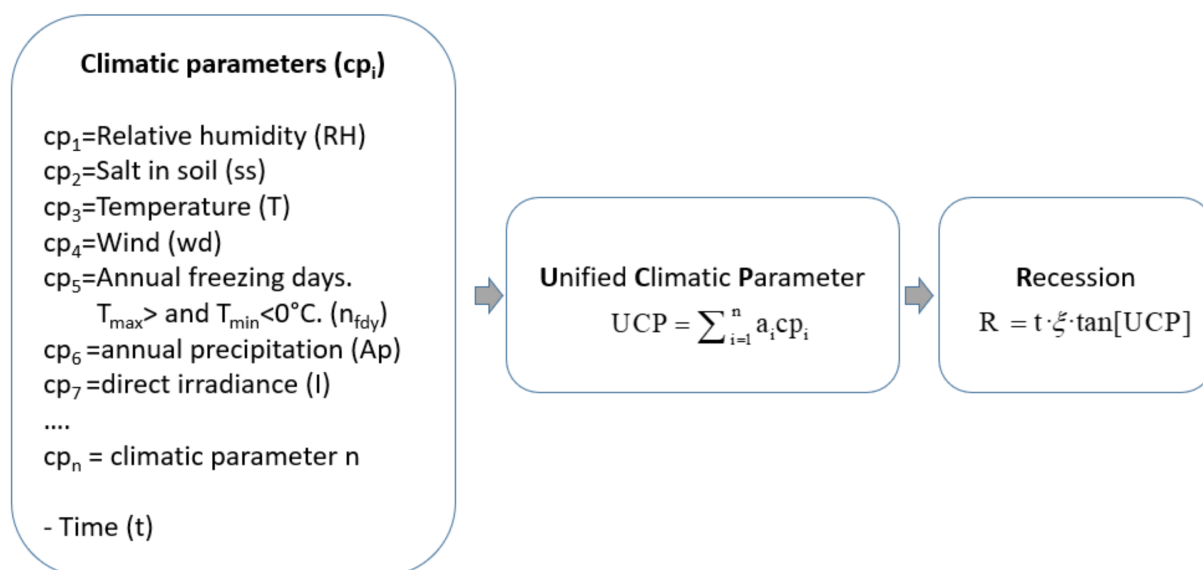 Climatic parameters (cpᵢ)
cp₁=Relative humidity (RH)
cp₂=Salt in soil (ss)
cp₃=Temperature (T)
cp₄=Wind (wd)
cp₅=Annual freezing days.
Tₘₐₓ> and Tₘᵢₙ<0°C. (n_fdy)
cp₆=annual precipitation (Ap)
cp₇=direct irradiance (I)
....
cpₙ = climatic parameter n
- Time (t)
Unified Climatic Parameter
UCP = ∑ⁿᵢ₌₁ aᵢcpᵢ
Recession
R = t·ξ·tan[UCP]